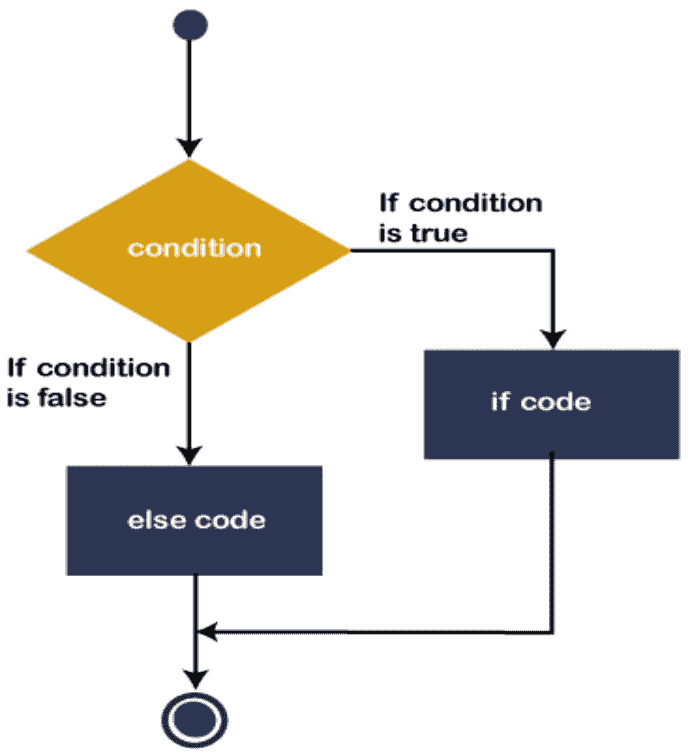 If condition
is true
condition
If condition
is false
if code
else code